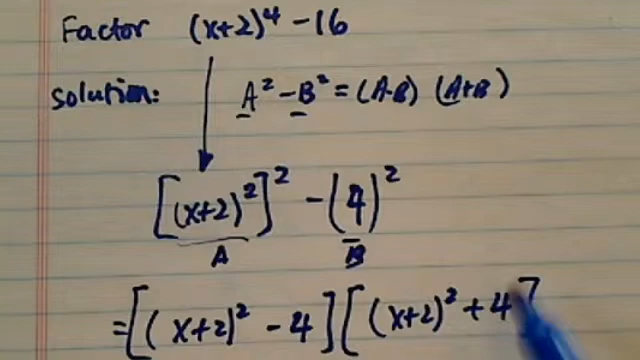 Factor (x+2)⁴ -16
Solution: A² - B² = (A-B) (A+B)
[(x+2)²]² - (4)²
A B
= [(x+2)² - 4] [(x+2)² + 4]